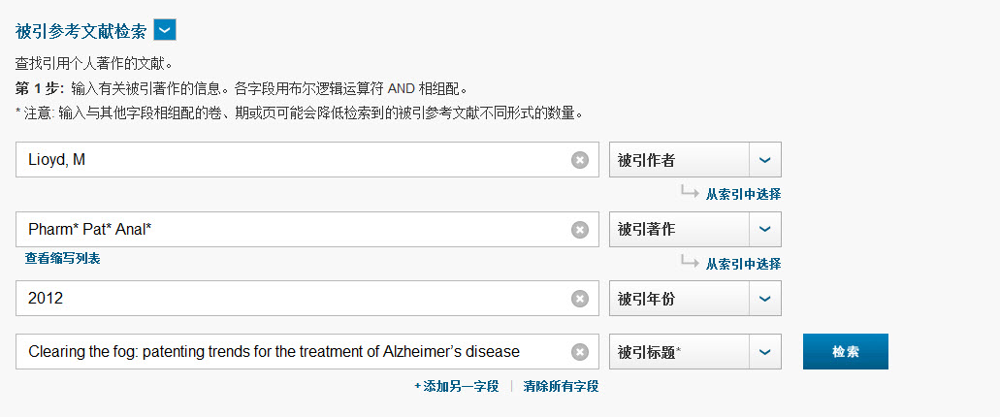 被引参考文献检索
查找引用个人著作的文献。
第 1 步: 输入有关被引著作的信息。各字段用布尔逻辑运算符 AND 相组配。
* 注意: 输入与其他字段相组配的卷、期或页可能会降低检索到的被引参考文献不同形式的数量。
Lioyd, M 被引作者
从索引中选择
Pharm* Pat* Anal* 被引著作
查看缩写列表 从索引中选择
2012 被引年份
Clearing the fog: patenting trends for the treatment of Alzheimer’s disease 被引标题* 检索
+ 添加另一字段 | 清除所有字段